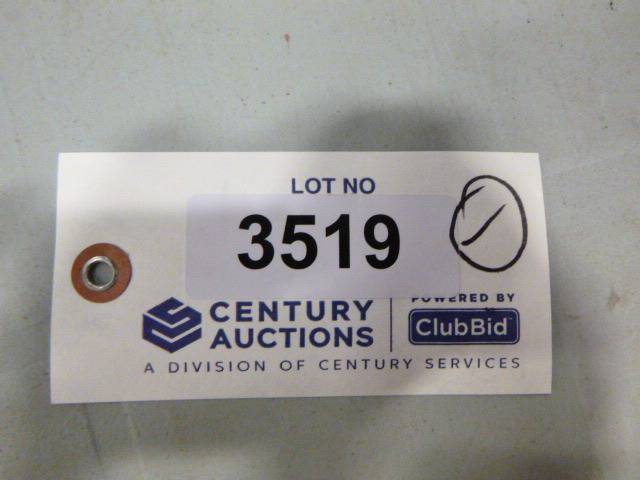 LOT NO
3519
CENTURY AUCTIONS
POWERED BY
ClubBid
A DIVISION OF CENTURY SERVICES